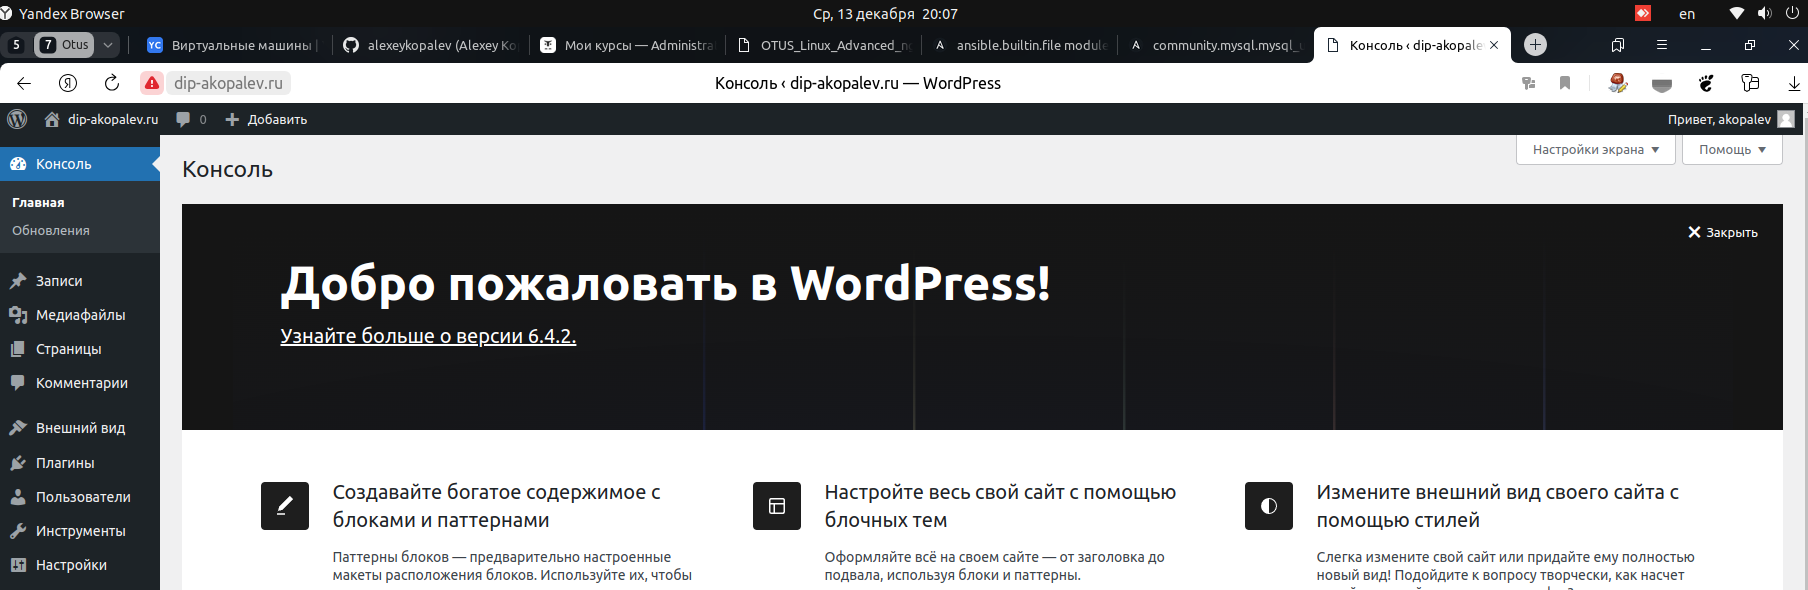 Yandex Browser
Ср, 13 декабря 20:07
en
5
7 Otus
YC Виртуальные машины |
alexeykopalev (Alexey Ko
Мои курсы — Administra
OTUS_Linux_Advanced_
A ansible.builtin.file module
A community.mysql.mysql_
Консоль ‹ dip-akopale
Я
dip-akopalev.ru
Консоль ‹ dip-akopalev.ru — WordPress
dip-akopalev.ru
0
Добавить
Привет, akopalev
Консоль
Главная
Обновления
Записи
Медиафайлы
Страницы
Комментарии
Внешний вид
Плагины
Пользователи
Инструменты
Настройки
Консоль
Настройки экрана
Помощь
Закрыть
Добро пожаловать в WordPress!
Узнайте больше о версии 6.4.2.
Создавайте богатое содержимое с
блоками и паттернами
Паттерны блоков — предварительно настроенные
макеты расположения блоков. Используйте их, чтобы
Настройте весь свой сайт с помощью
блочных тем
Оформляйте всё на своем сайте — от заголовка до
подвала, используя блоки и паттерны.
Измените внешний вид своего сайта с
помощью стилей
Слегка измените свой сайт или придайте ему полностью
новый вид! Подойдите к вопросу творчески, как насчет